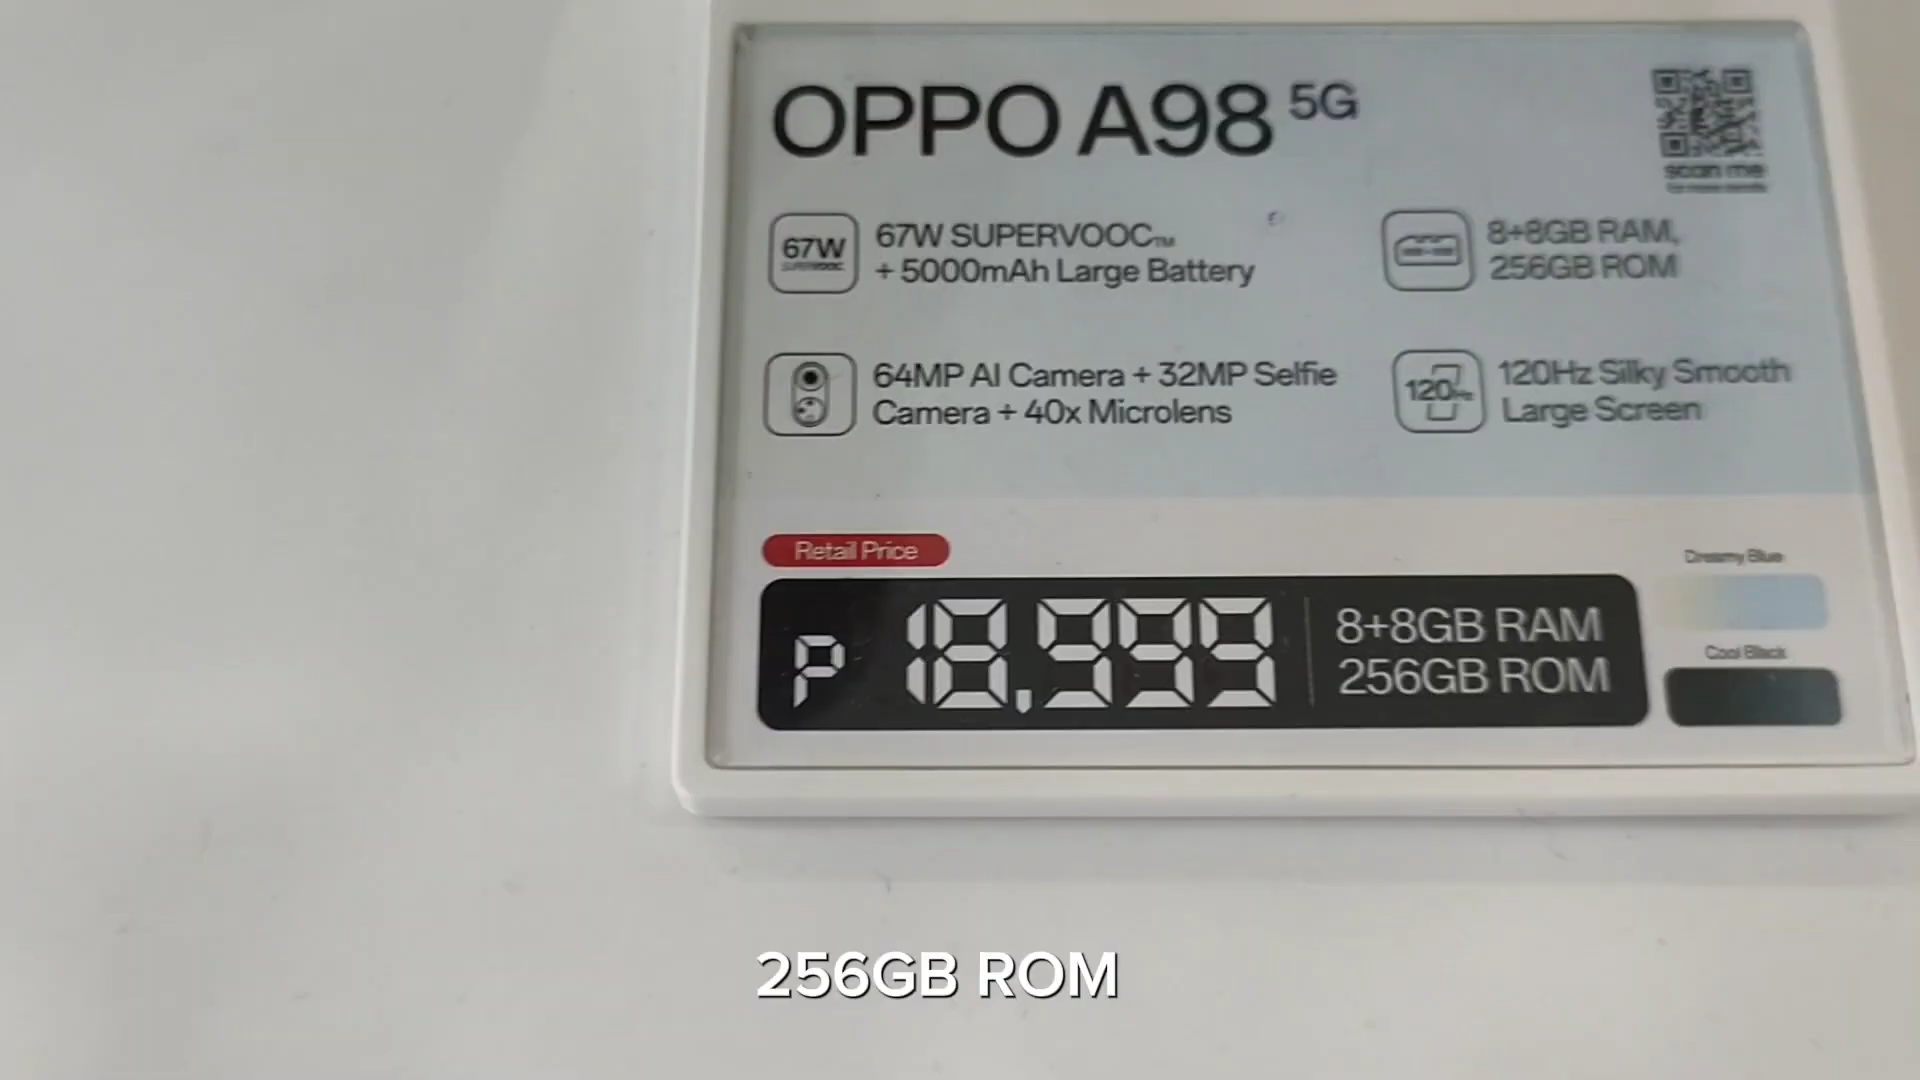 OPPO A98 5G
scan me
67W
SUPERVOOC
67W SUPERVOOC™
+ 5000mAh Large Battery
8+8GB RAM,
256GB ROM
64MP AI Camera + 32MP Selfie
Camera + 40x Microlens
120Hz
120Hz Silky Smooth
Large Screen
Retail Price
P 18,999
8+8GB RAM
256GB ROM
Dreamy Blue
Cool Black
256GB ROM